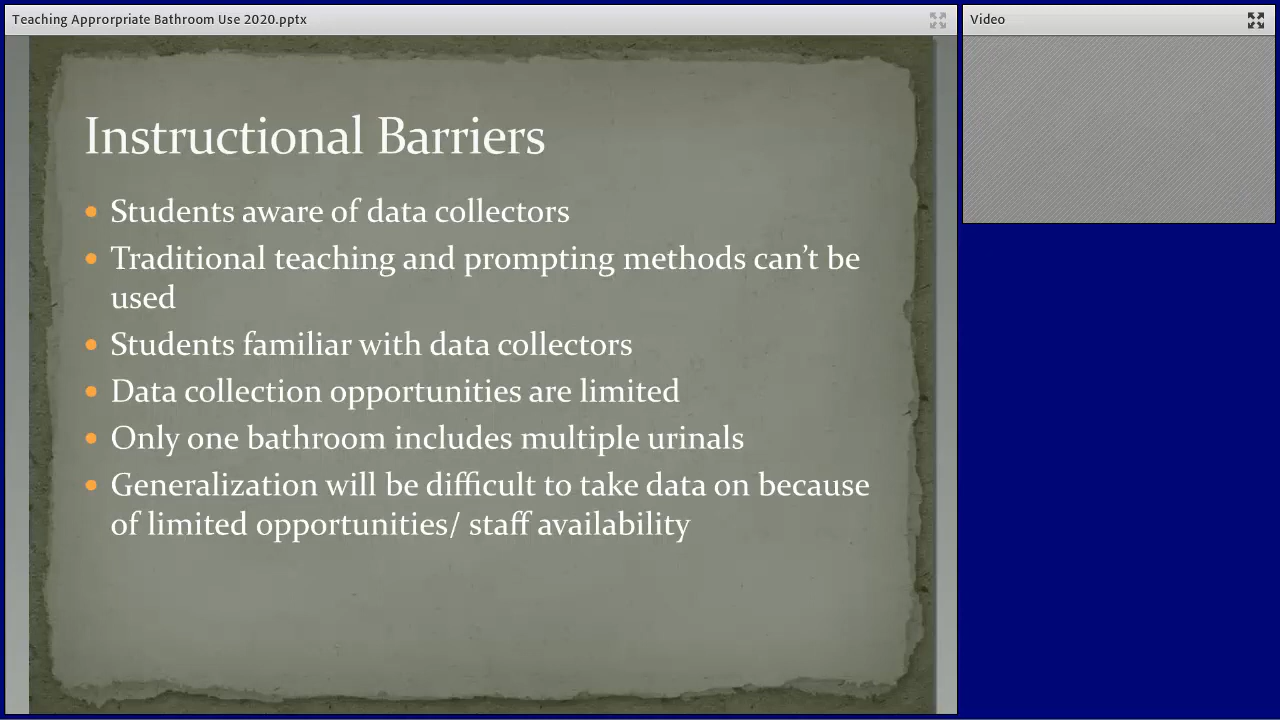 Teaching Approrpriate Bathroom Use 2020.pptx
Video
Instructional Barriers
Students aware of data collectors
Traditional teaching and prompting methods can’t be
used
Students familiar with data collectors
Data collection opportunities are limited
Only one bathroom includes multiple urinals
Generalization will be difficult to take data on because
of limited opportunities/ staff availability